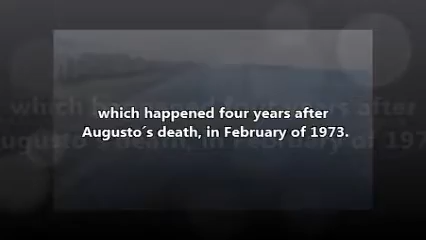 which happened four years after
Augusto´s death, in February of 1973.